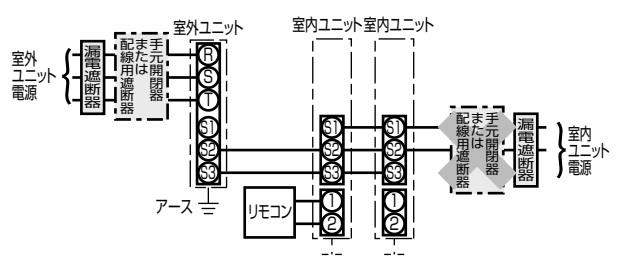 室外
ユニット
電源
漏電遮断器
手元開閉器
または
配線用遮断器
室外ユニット
R
S
T
S1
S2
S3
アース
室内ユニット
S1
S2
S3
1
2
リモコン
室内ユニット
S1
S2
S3
1
2
手元開閉器
または
配線用遮断器
漏電遮断器
室内
ユニット
電源